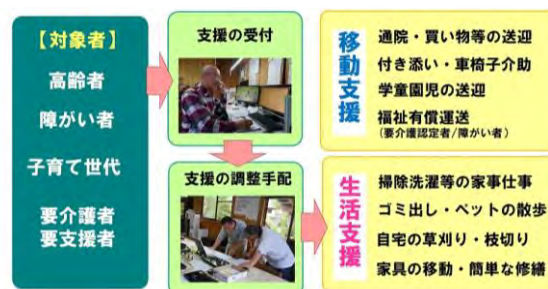 【対象者】
高齢者
障がい者
子育て世代
要介護者
要支援者
支援の受付
支援の調整手配
移動支援
通院・買い物等の送迎
付き添い・車椅子介助
学童園児の送迎
福祉有償運送
(要介護認定者/障がい者)
生活支援
掃除洗濯等の家事仕事
ゴミ出し・ペットの散歩
自宅の草刈り・枝切り
家具の移動・簡単な修繕